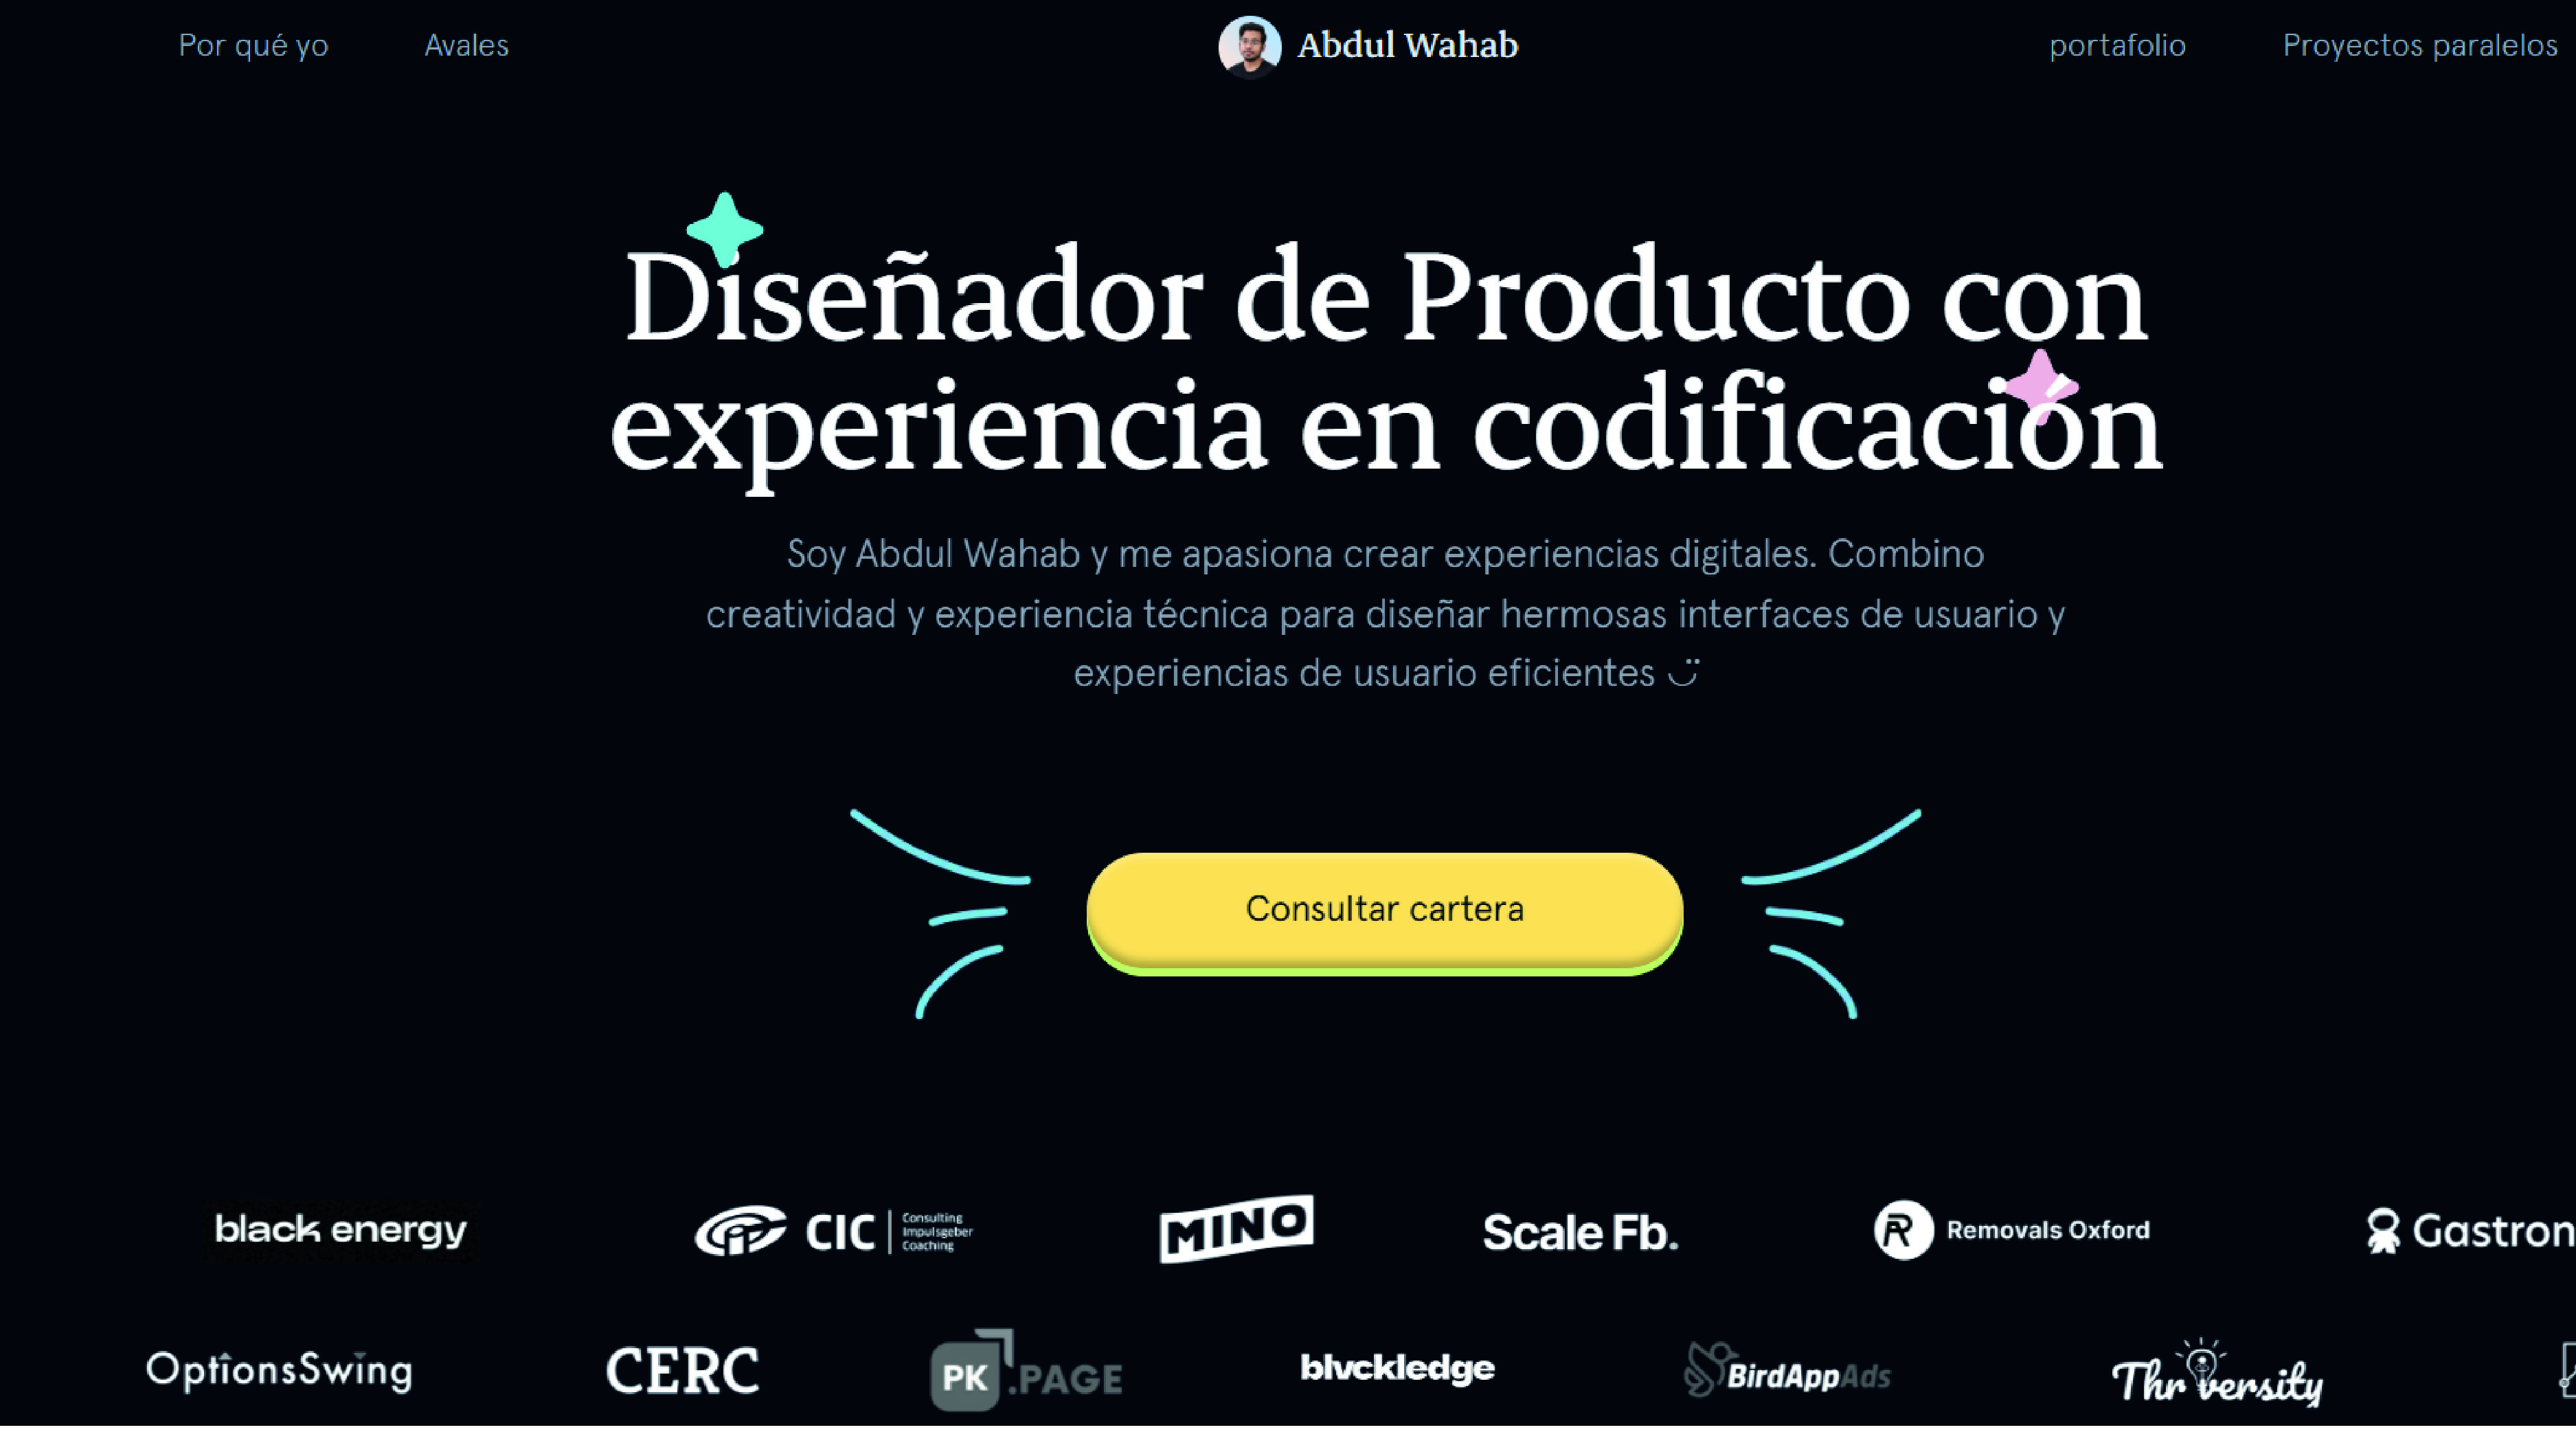 Por qué yo
Avales
Abdul Wahab
portafolio
Proyectos paralelos
Diseñador de Producto con
experiencia en codificación
Soy Abdul Wahab y me apasiona crear experiencias digitales. Combino
creatividad y experiencia técnica para diseñar hermosas interfaces de usuario y
experiencias de usuario eficientes
Consultar cartera
black energy
CIC
Consulting
Impulsgeber
Coaching
MINO
Scale Fb.
Removals Oxford
Gastron
OptionsSwing
CERC
PK.PAGE
blvckledge
BirdAppAds
Thr versity